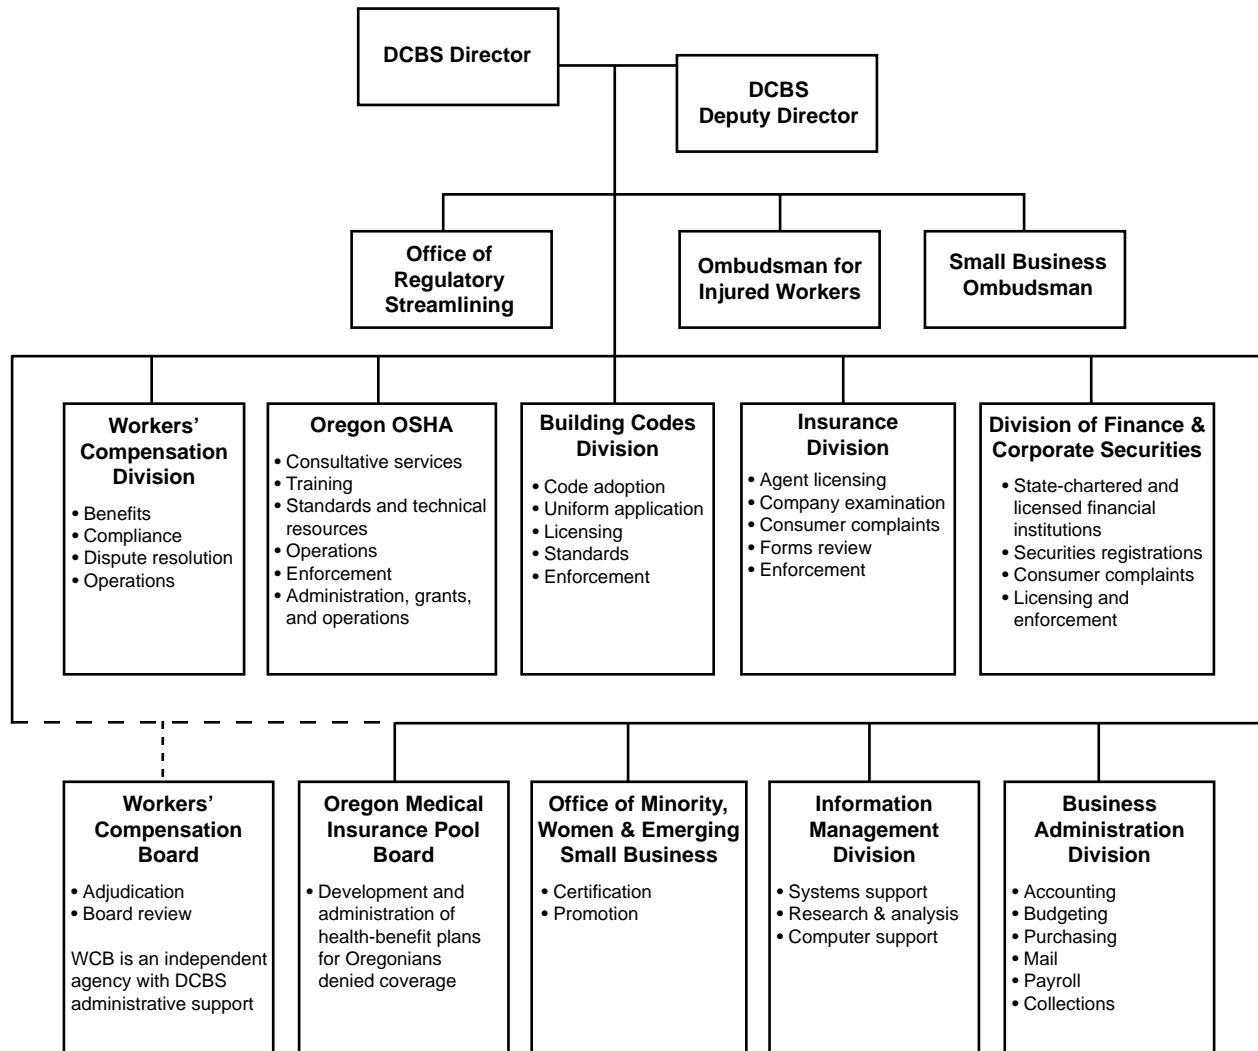 DCBS Director
DCBS
Deputy Director
Office of
Regulatory
Streamlining
Ombudsman for
Injured Workers
Small Business
Ombudsman
Workers’
Compensation
Division
• Benefits
• Compliance
• Dispute resolution
• Operations
Oregon OSHA
• Consultative services
• Training
• Standards and technical
resources
• Operations
• Enforcement
• Administration, grants,
and operations
Building Codes
Division
• Code adoption
• Uniform application
• Licensing
• Standards
• Enforcement
Insurance
Division
• Agent licensing
• Company examination
• Consumer complaints
• Forms review
• Enforcement
Division of Finance &
Corporate Securities
• State-chartered and
licensed financial
institutions
• Securities registrations
• Consumer complaints
• Licensing and
enforcement
Workers’
Compensation
Board
• Adjudication
• Board review
WCB is an independent
agency with DCBS
administrative support
Oregon Medical
Insurance Pool
Board
• Development and
administration of
health-benefit plans
for Oregonians
denied coverage
Office of Minority,
Women & Emerging
Small Business
• Certification
• Promotion
Information
Management
Division
• Systems support
• Research & analysis
• Computer support
Business
Administration
Division
• Accounting
• Budgeting
• Purchasing
• Mail
• Payroll
• Collections